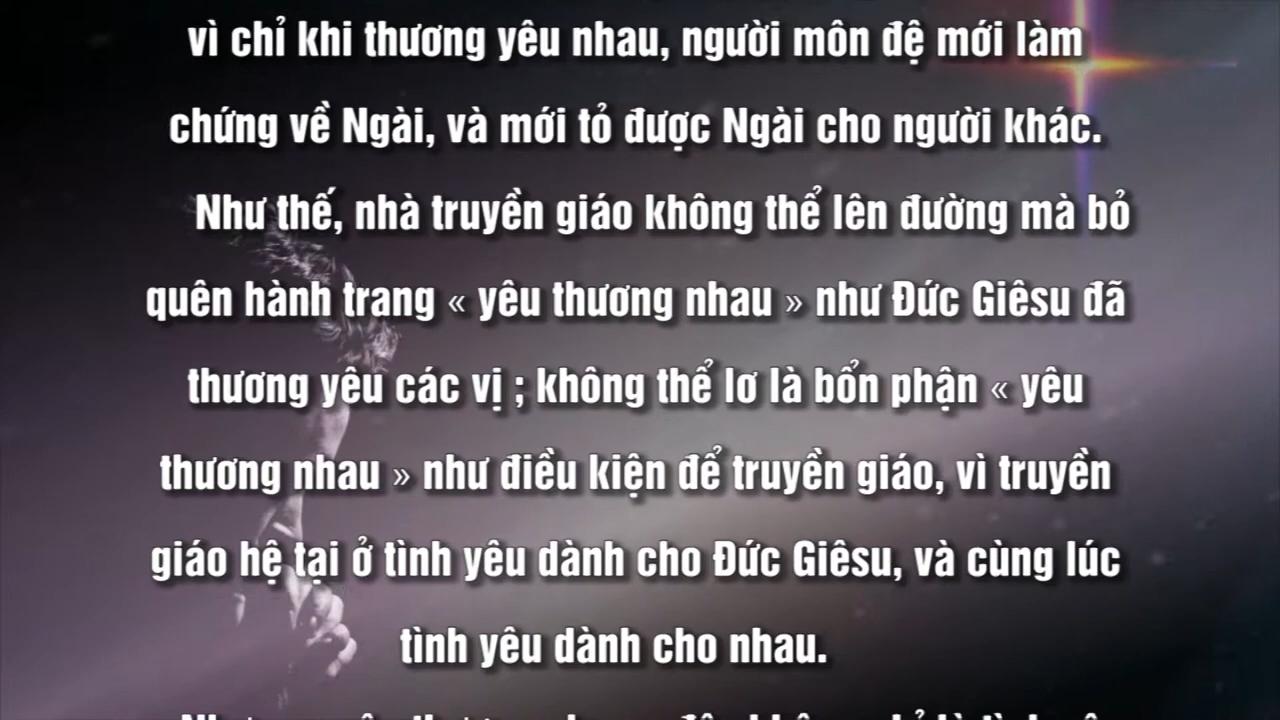 vì chỉ khi thương yêu nhau, người môn đệ mới làm
chứng về Ngài, và mới tỏ được Ngài cho người khác.
Như thế, nhà truyền giáo không thể lên đường mà bỏ
quên hành trang « yêu thương nhau » như Đức Giêsu đã
thương yêu các vị ; không thể lơ là bổn phận « yêu
thương nhau » như điều kiện để truyền giáo, vì truyền
giáo hệ tại ở tình yêu dành cho Đức Giêsu, và cùng lúc
tình yêu dành cho nhau.